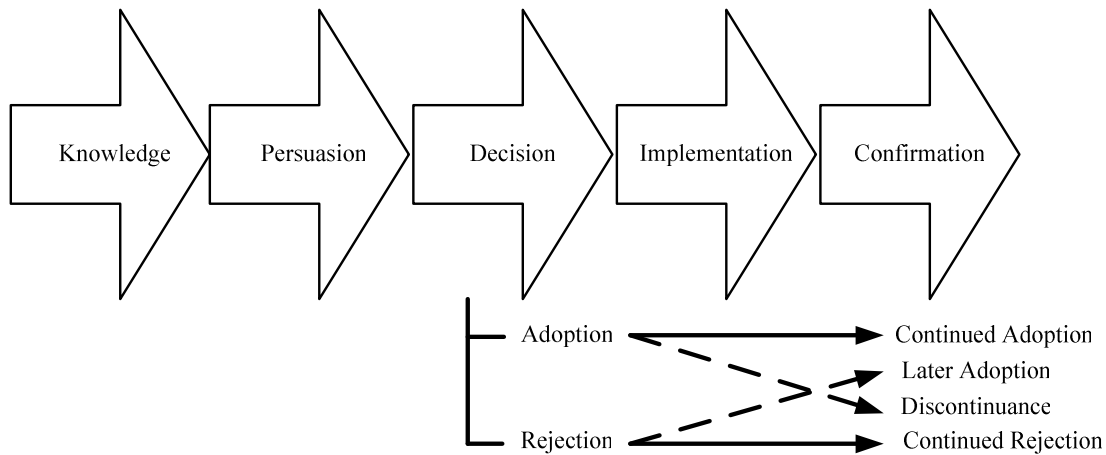 Knowledge
Persuasion
Decision
Implementation
Confirmation
Adoption
Continued Adoption
Later Adoption
Discontinuance
Rejection
Continued Rejection